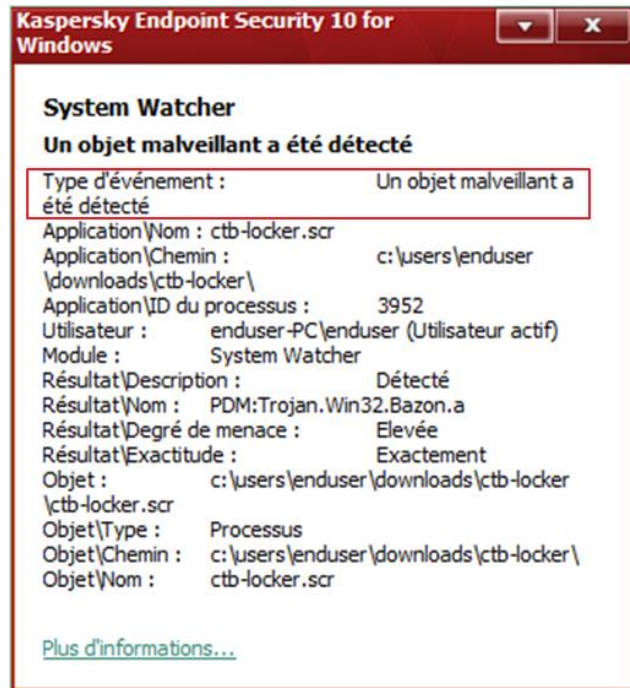 Kaspersky Endpoint Security 10 for
Windows
System Watcher
Un objet malveillant a été détecté
Type d'événement : Un objet malveillant a
été détecté
Application\Nom : ctb-locker.scr
Application\Chemin : c:\users\enduser
\downloads\ctb-locker\
Application\ID du processus : 3952
Utilisateur : enduser-PC\enduser (Utilisateur actif)
Module : System Watcher
Résultat\Description : Détecté
Résultat\Nom : PDM:Trojan.Win32.Bazon.a
Résultat\Degré de menace : Elevée
Résultat\Exactitude : Exactement
Objet : c:\users\enduser\downloads\ctb-locker
\ctb-locker.scr
Objet\Type : Processus
Objet\Chemin : c:\users\enduser\downloads\ctb-locker\
Objet\Nom : ctb-locker.scr
Plus d'informations...